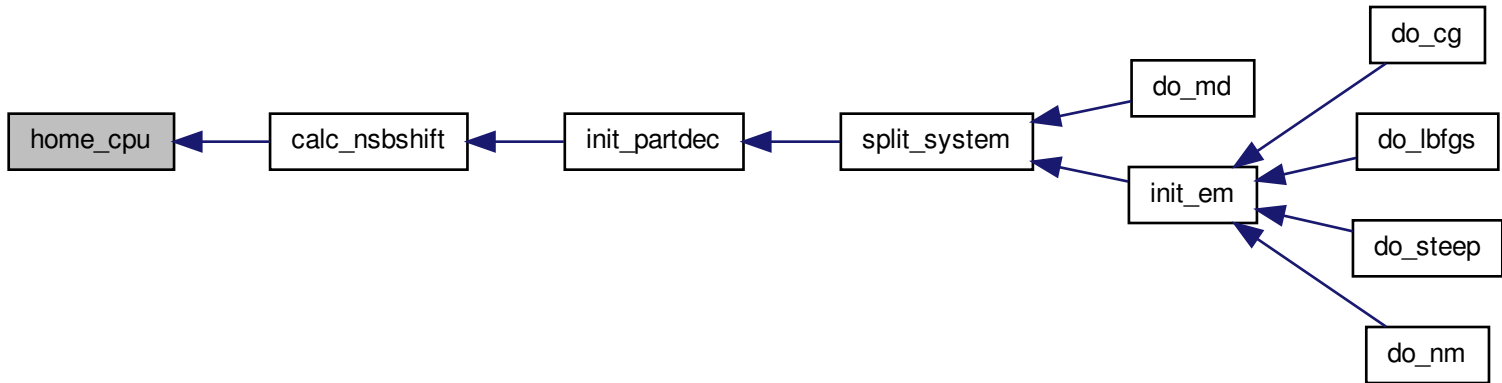 home_cpu
calc_nsbshift
init_partdec
split_system
do_md
init_em
do_cg
do_lbfgs
do_steep
do_nm